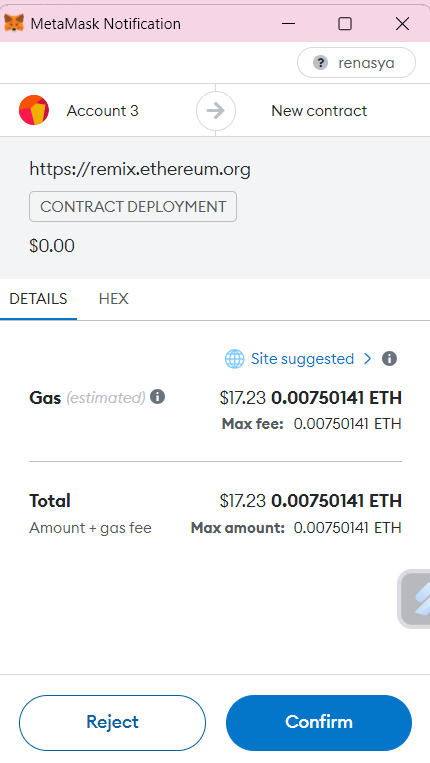 MetaMask Notification
? renasya
Account 3 New contract
https://remix.ethereum.org
CONTRACT DEPLOYMENT
$0.00
DETAILS HEX
Site suggested > i
Gas (estimated) i $17.23 0.00750141 ETH
Max fee: 0.00750141 ETH
Total $17.23 0.00750141 ETH
Amount + gas fee Max amount: 0.00750141 ETH
Reject Confirm